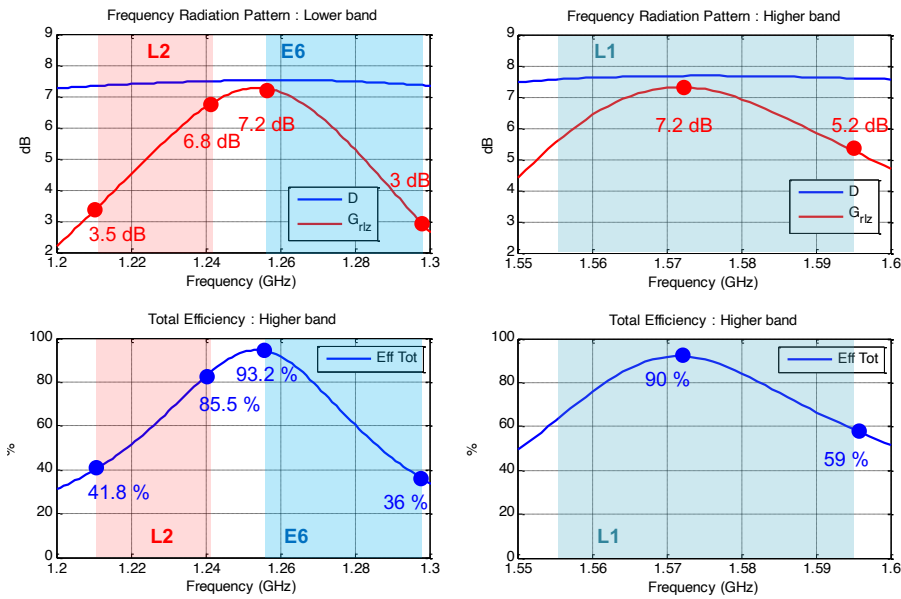 Frequency Radiation Pattern : Lower band
9
8
7
6
5
4
3
2
dB
L2
E6
6.8 dB
7.2 dB
3 dB
3.5 dB
D
Grlz
1.2
1.22
1.24
1.26
1.28
1.3
Frequency (GHz)
Frequency Radiation Pattern : Higher band
9
8
7
6
5
4
3
2
dB
L1
7.2 dB
5.2 dB
D
Grlz
1.55
1.56
1.57
1.58
1.59
1.6
Frequency (GHz)
Total Efficiency : Higher band
100
80
60
40
20
0
%
Eff Tot
93.2 %
85.5 %
41.8 %
36 %
L2
E6
1.2
1.22
1.24
1.26
1.28
1.3
Frequency (GHz)
Total Efficiency : Higher band
100
80
60
40
20
0
%
Eff Tot
90 %
59 %
L1
1.55
1.56
1.57
1.58
1.59
1.6
Frequency (GHz)